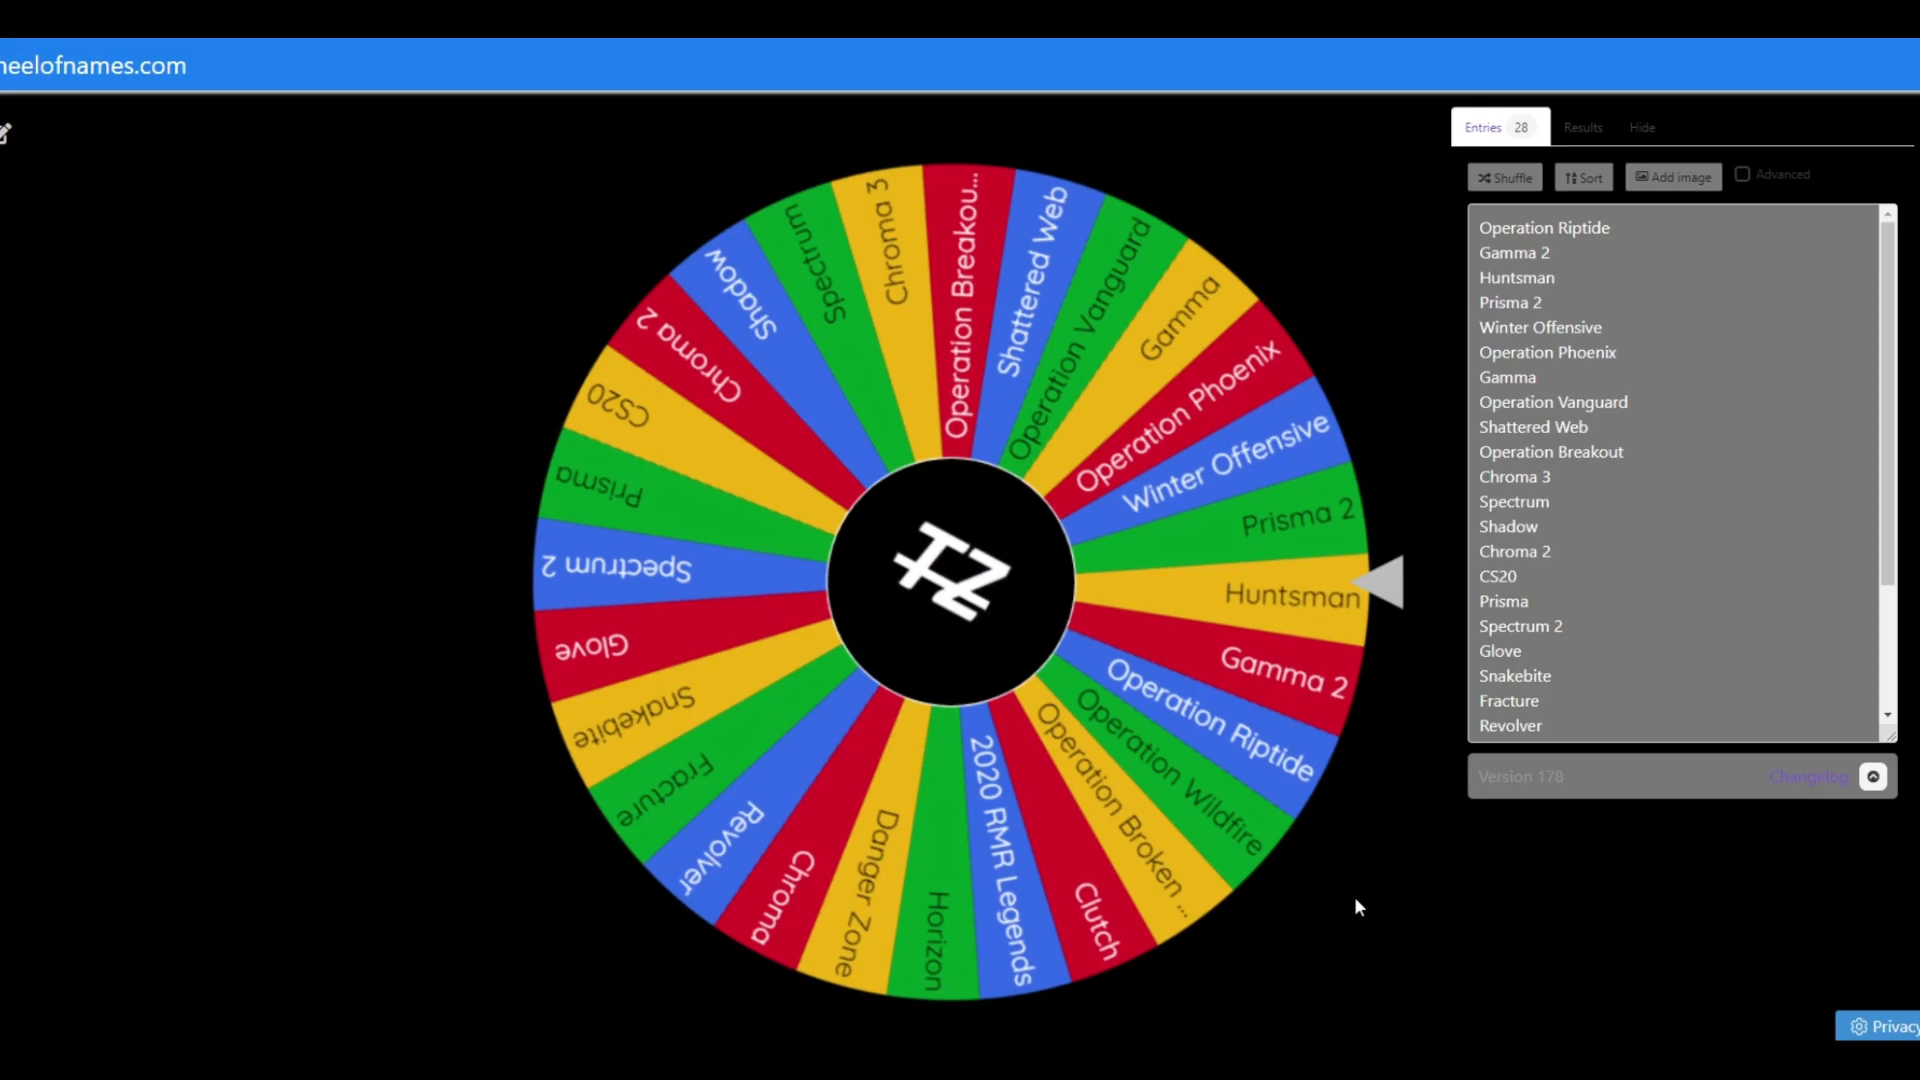 heelofnames.com
Entries 28 Results Hide
Shuffle Sort Add image Advanced
Operation Riptide
Gamma 2
Huntsman
Prisma 2
Winter Offensive
Operation Phoenix
Gamma
Operation Vanguard
Shattered Web
Operation Breakout
Chroma 3
Spectrum
Shadow
Chroma 2
CS20
Prisma
Spectrum 2
Glove
Snakebite
Fracture
Revolver
Version 178 Changelog
Operation Breakou...
Shattered Web
Operation Vanguard
Gamma
Operation Phoenix
Winter Offensive
Prisma 2
Huntsman
Gamma 2
Operation Riptide
Operation Wildfire
Operation Broken ...
Clutch
2020 RMR Legends
Horizon
Danger Zone
Chroma
Revolver
Fracture
Snakebite
Glove
Spectrum 2
Prisma
CS20
Chroma 2
Shadow
Spectrum
Chroma 3
Privacy